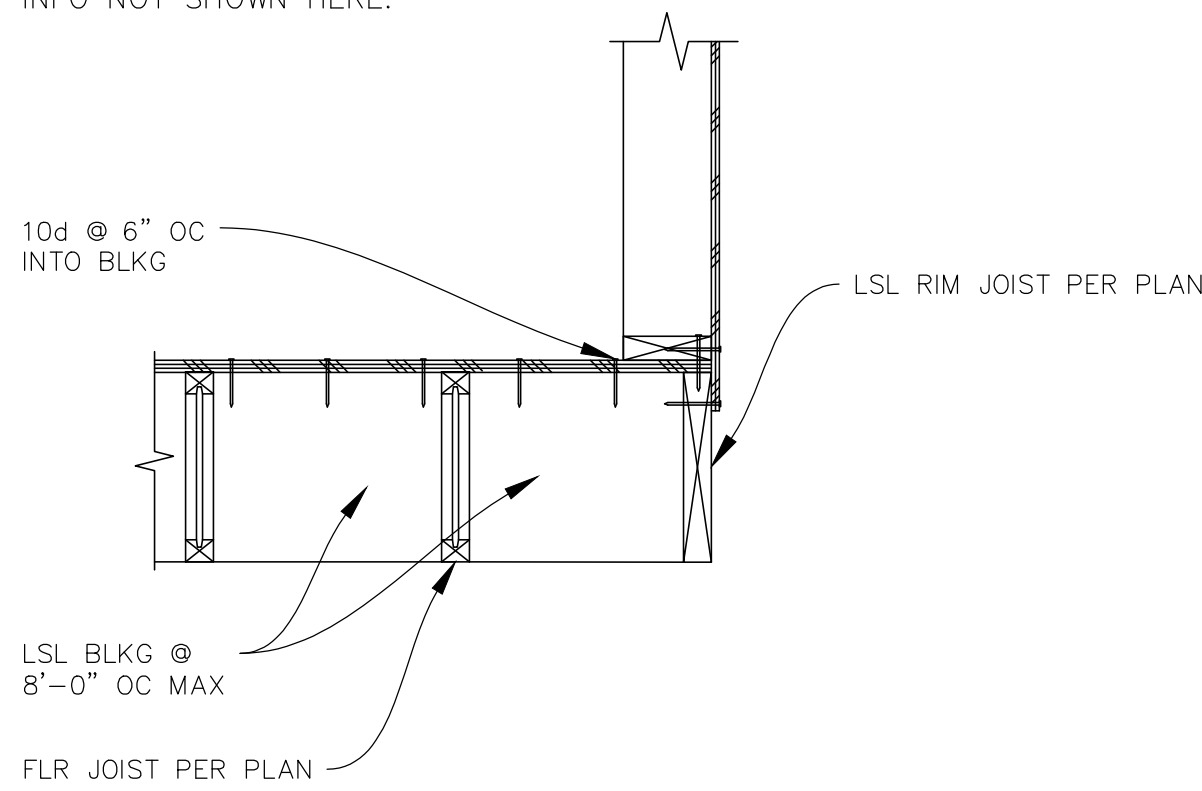 INFO NOT SHOWN HERE.
10d @ 6” OC
INTO BLKG
LSL RIM JOIST PER PLAN
LSL BLKG @
8’–0” OC MAX
FLR JOIST PER PLAN